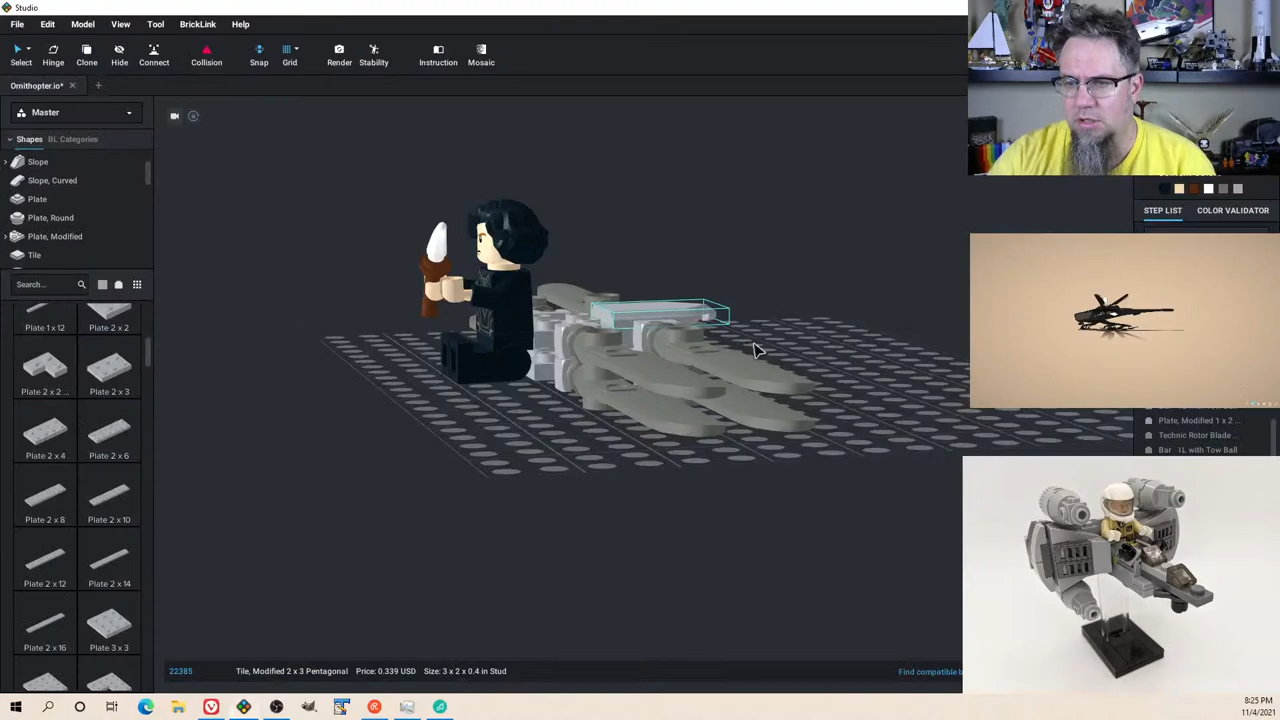 Studio
File Edit Model View Tool BrickLink Help
Select Hinge Clone Hide Connect Collision Snap Grid Render Stability Instruction Mosaic
Ornithopter.io*
Master
Shapes BL Categories
Slope
Slope, Curved
Plate
Plate, Round
Plate, Modified
Tile
Search...
Plate 1 x 12 Plate 2 x 2
Plate 2 x 2 ... Plate 2 x 3
Plate 2 x 4 Plate 2 x 6
Plate 2 x 8 Plate 2 x 10
Plate 2 x 12 Plate 2 x 14
Plate 2 x 16 Plate 3 x 3
STEP LIST COLOR VALIDATOR
Plate, Modified 1 x 2 ...
Technic Rotor Blade ..
Bar 1L with Tow Ball
22385 Tile, Modified 2 x 3 Pentagonal Price: 0.339 USD Size: 3 x 2 x 0.4 in Stud Find compatible
8:25 PM
11/4/2021